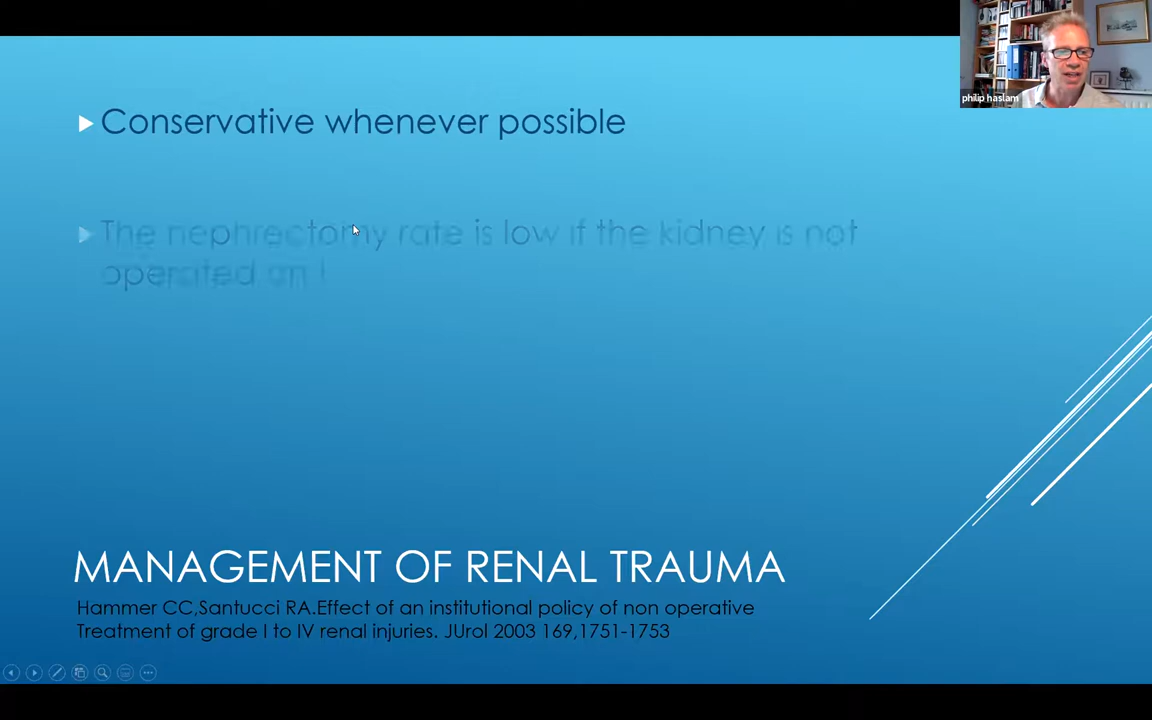 philip haslam
Conservative whenever possible
The nephrectomy rate is low if the kidney is not
operated on !
MANAGEMENT OF RENAL TRAUMA
Hammer CC,Santucci RA.Effect of an institutional policy of non operative
Treatment of grade I to IV renal injuries. JUrol 2003 169,1751-1753